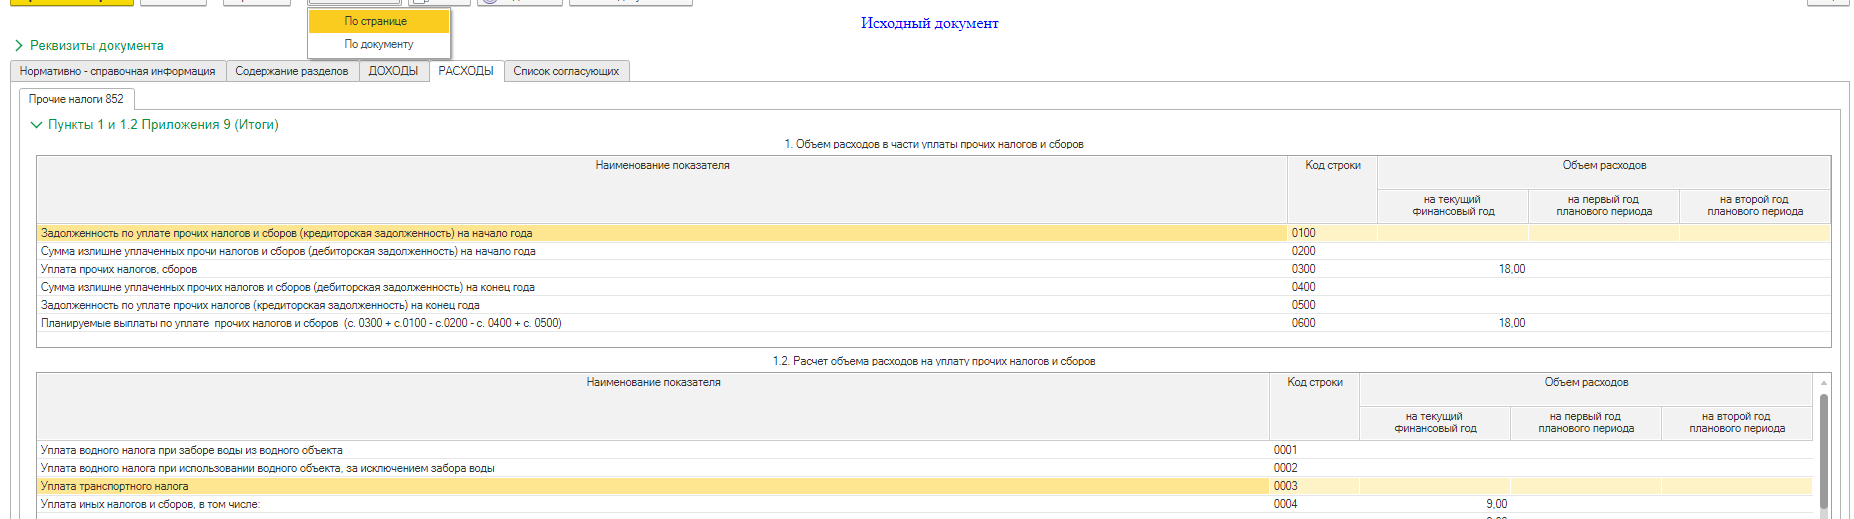 По странице
По документу
Исходный документ
Реквизиты документа
Нормативно - справочная информация
Содержание разделов
ДОХОДЫ
РАСХОДЫ
Список согласующих
Прочие налоги 852
Пункты 1 и 1.2 Приложения 9 (Итоги)
1. Объем расходов в части уплаты прочих налогов и сборов
Наименование показателя
Код строки
Объем расходов
на текущий
финансовый год
на первый год
планового периода
на второй год
планового периода
Задолженность по уплате прочих налогов и сборов (кредиторская задолженность) на начало года 0100
Сумма излишне уплаченных прочи налогов и сборов (дебиторская задолженность) на начало года 0200
Уплата прочих налогов, сборов 0300 18,00
Сумма излишне уплаченных прочих налогов и сборов (дебиторская задолженность) на конец года 0400
Задолженность по уплате прочих налогов (кредиторская задолженность) на конец года 0500
Планируемые выплаты по уплате прочих налогов и сборов (с. 0300 + с.0100 - с.0200 - с. 0400 + с. 0500) 0600 18,00
1.2. Расчет объема расходов на уплату прочих налогов и сборов
Наименование показателя
Код строки
Объем расходов
на текущий
финансовый год
на первый год
планового периода
на второй год
планового периода
Уплата водного налога при заборе воды из водного объекта 0001
Уплата водного налога при использовании водного объекта, за исключением забора воды 0002
Уплата транспортного налога 0003
Уплата иных налогов и сборов, в том числе: 0004 9,00